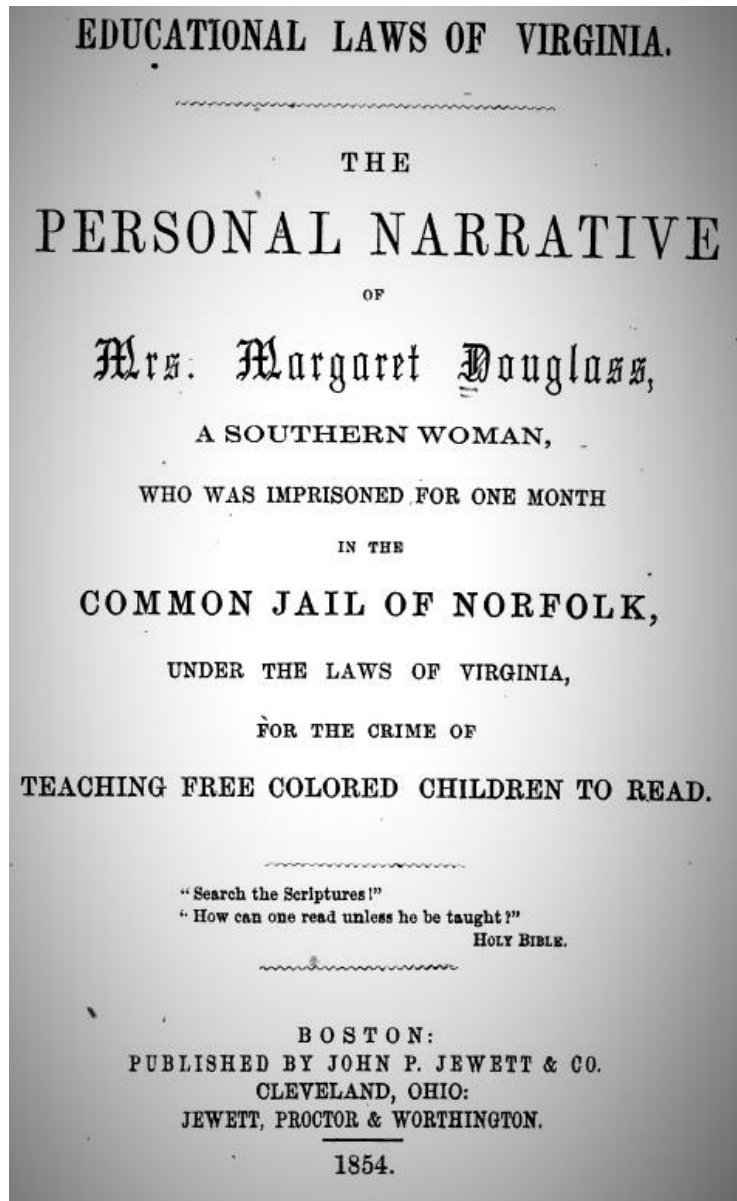 EDUCATIONAL LAWS OF VIRGINIA.
THE
PERSONAL NARRATIVE
OF
Mrs. Margaret Douglass,
A SOUTHERN WOMAN,
WHO WAS IMPRISONED FOR ONE MONTH
IN THE
COMMON JAIL OF NORFOLK,
UNDER THE LAWS OF VIRGINIA,
FOR THE CRIME OF
TEACHING FREE COLORED CHILDREN TO READ.
"Search the Scriptures!"
"How can one read unless he be taught?"
HOLY BIBLE.
BOSTON:
PUBLISHED BY JOHN P. JEWETT & CO.
CLEVELAND, OHIO:
JEWETT, PROCTOR & WORTHINGTON.
1854.